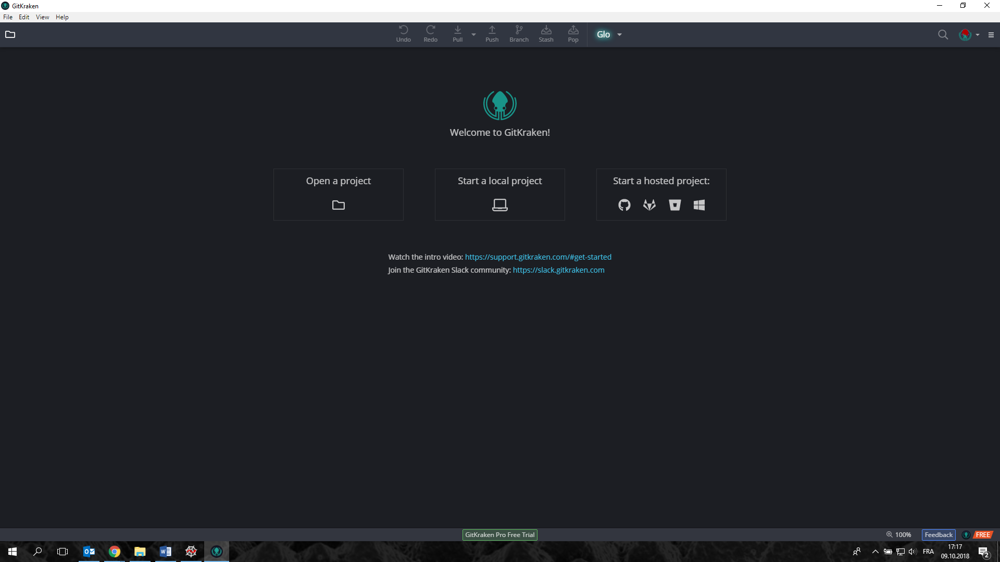 GitKraken
File Edit View Help
Undo Redo Pull Push Branch Stash Pop Glo
Welcome to GitKraken!
Open a project
Start a local project
Start a hosted project:
Watch the intro video: https://support.gitkraken.com/#get-started
Join the GitKraken Slack community: https://slack.gitkraken.com
GitKraken Pro Free Trial
100%
Feedback
FREE
FRA
17:17
09.10.2018
2